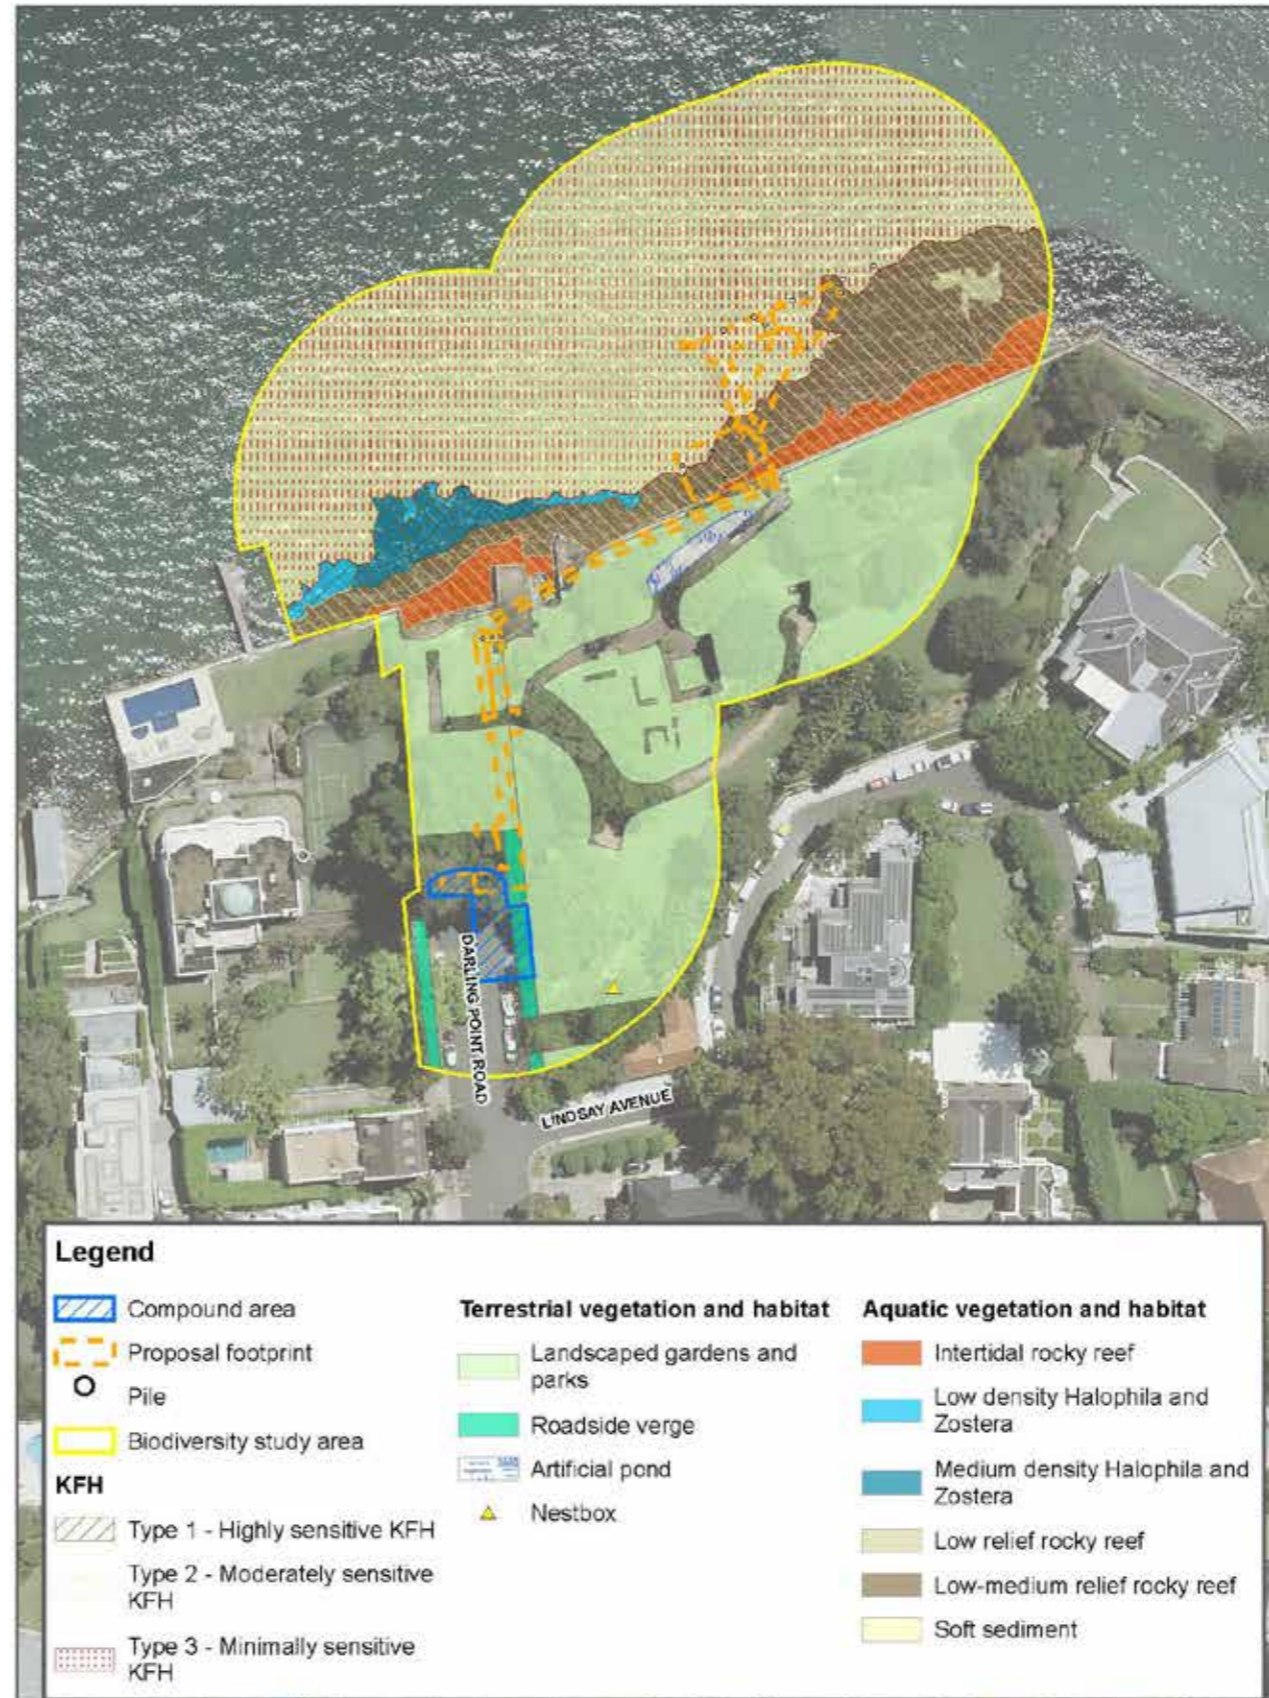 DARLING POINT ROAD
LINDSAY AVENUE
Legend
Compound area
Proposal footprint
Pile
Biodiversity study area
KFH
Type 1 - Highly sensitive KFH
Type 2 - Moderately sensitive
KFH
Type 3 - Minimally sensitive
KFH
Terrestrial vegetation and habitat
Landscaped gardens and
parks
Roadside verge
Artificial pond
Nestbox
Aquatic vegetation and habitat
Intertidal rocky reef
Low density Halophila and
Zostera
Medium density Halophila and
Zostera
Low relief rocky reef
Low-medium relief rocky reef
Soft sediment